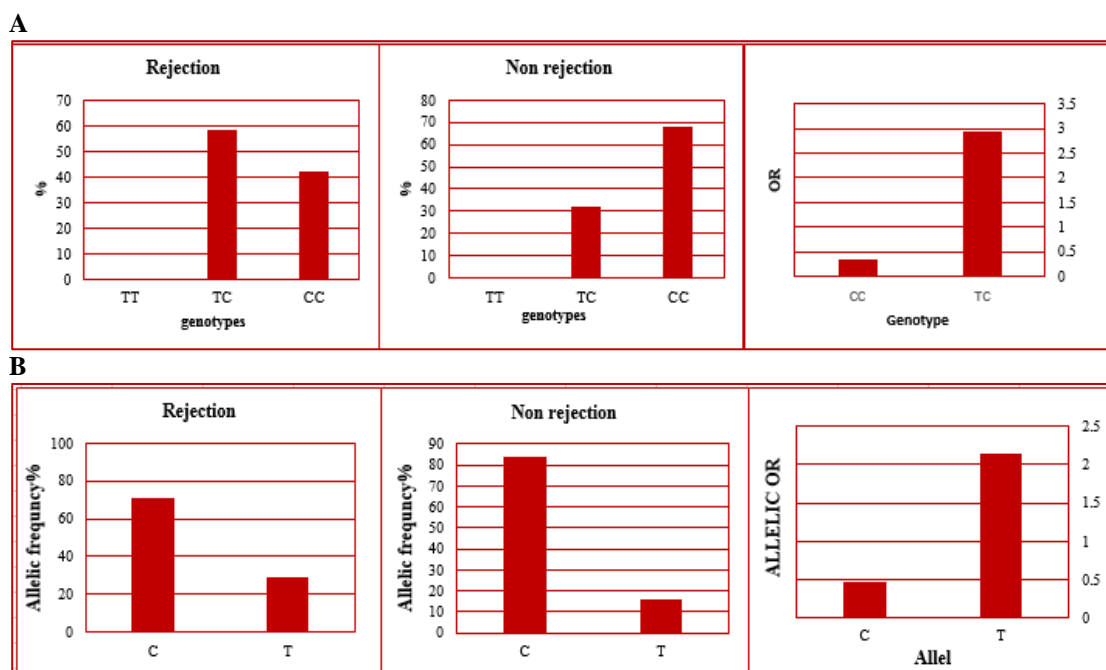 A
Rejection
70
60
50
40
30
20
10
0
%
TT TC CC
genotypes
Non rejection
80
70
60
50
40
30
20
10
0
%
TT TC CC
genotypes
3.5
3
2.5
2
1.5
1
0.5
0
OR
CC TC
Genotype
B
Rejection
100
80
60
40
20
0
Allelic frequncy%
C T
Non rejection
90
80
70
60
50
40
30
20
10
0
Allelic frequncy%
C T
2.5
2
1.5
1
0.5
0
ALLELIC OR
C T
Allel